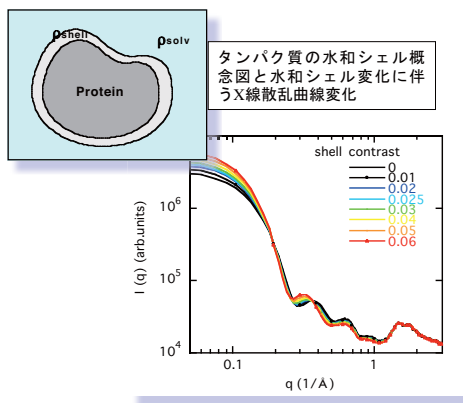 ρshell
ρsolv
Protein
タンパク質の水和シェル概
念図と水和シェル変化に伴
うX線散乱曲線変化
shell contrast
0
0.01
0.02
0.025
0.03
0.04
0.05
0.06
I (q) (arb.units)
10⁶
10⁵
10⁴
0.1
1
q (1/Å)